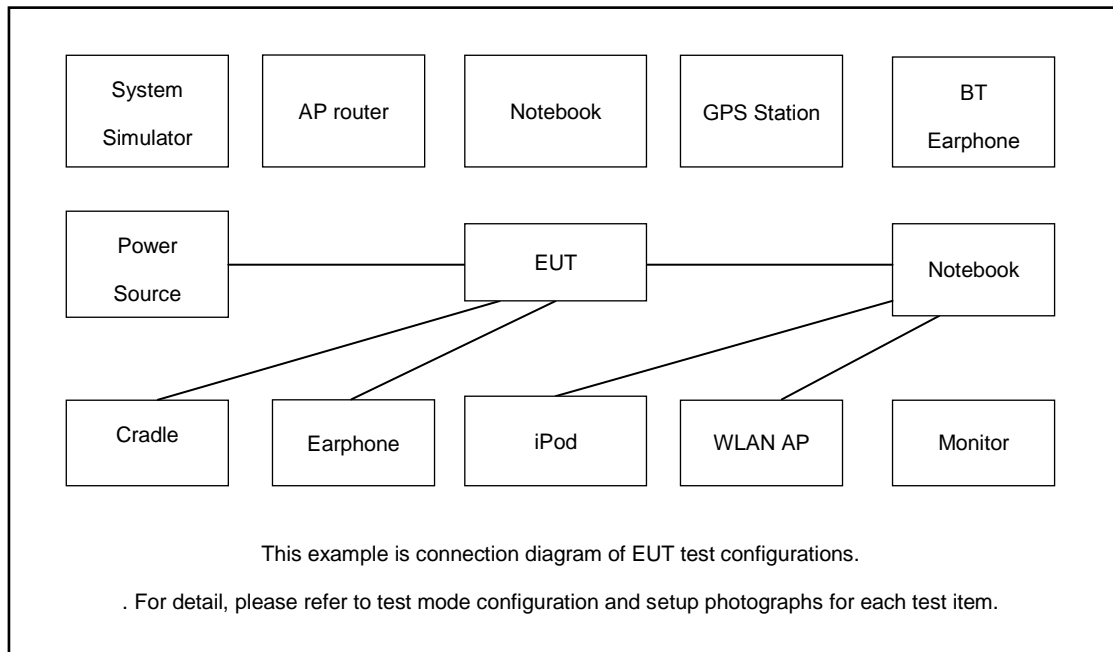 System
Simulator
AP router
Notebook
GPS Station
BT
Earphone
Power
Source
EUT
Notebook
Cradle
Earphone
iPod
WLAN AP
Monitor
This example is connection diagram of EUT test configurations.
. For detail, please refer to test mode configuration and setup photographs for each test item.